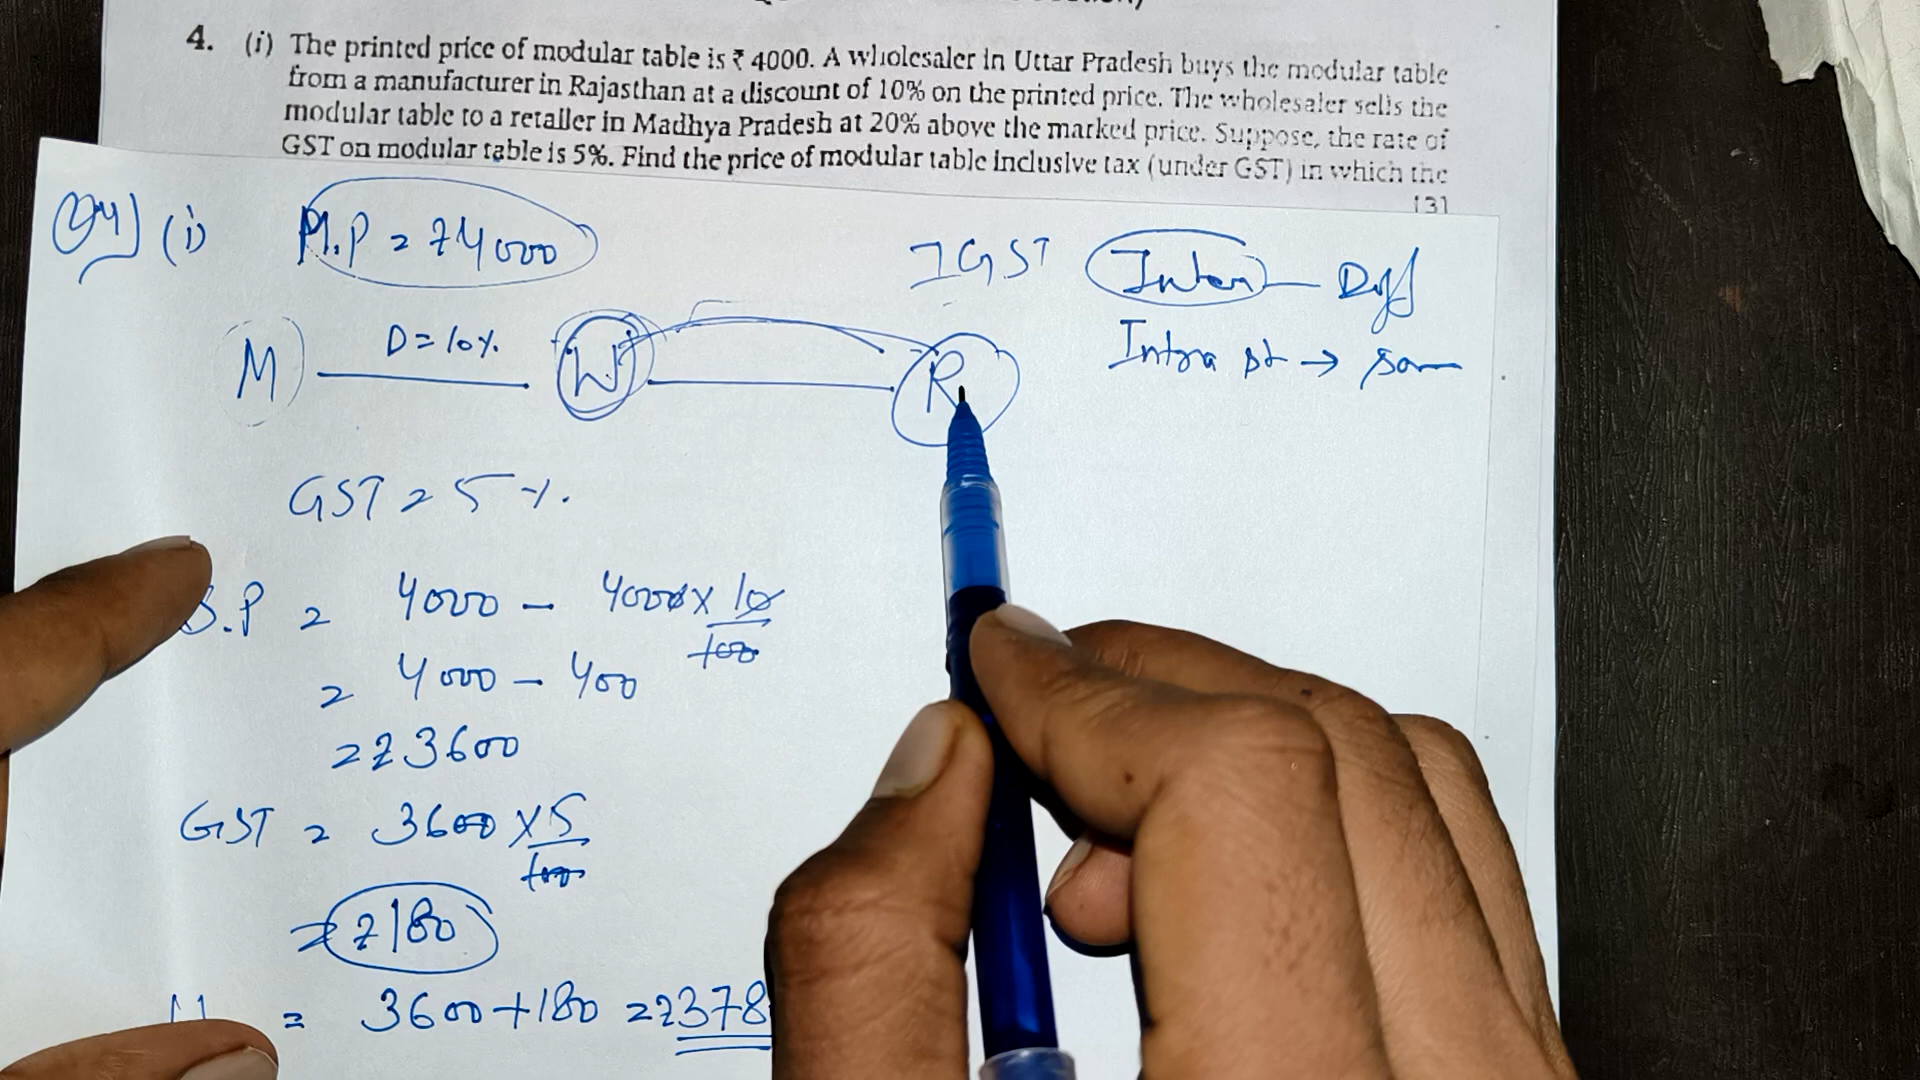 4. (i) The printed price of modular table is ₹ 4000. A wholesaler in Uttar Pradesh buys the modular table
from a manufacturer in Rajasthan at a discount of 10% on the printed price. The wholesaler sells the
modular table to a retailer in Madhya Pradesh at 20% above the marked price. Suppose, the rate of
GST on modular table is 5%. Find the price of modular table inclusive tax (under GST) in which the
[3]
Q4] (i) M.P = ₹4000
IGST Inter — Diff
M D = 10% W R
Intra st → Same
GST = 5%.
S.P = 4000 - 4000 x 10/100
= 4000 - 400
= ₹3600
GST = 3600 x 5/100
= ₹180
= 3600 + 180 = ₹378